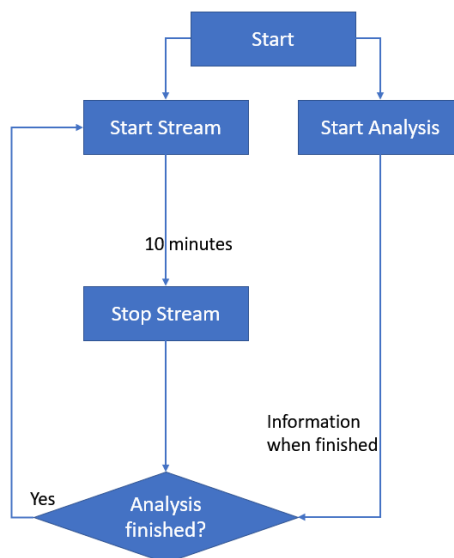 Start
Start Stream
Start Analysis
10 minutes
Stop Stream
Information
when finished
Yes
Analysis
finished?